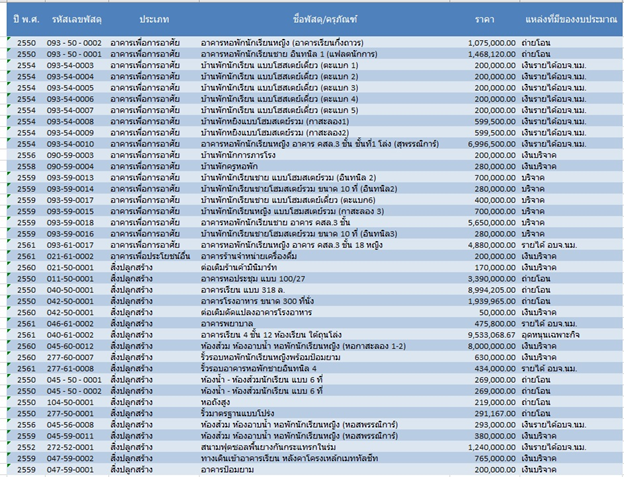 ปี พ.ศ. รหัสเลขพัสดุ ประเภท ชื่อพัสดุ/ครุภัณฑ์ ราคา แหล่งที่มีของงบประมาณ
2550 093 - 50 - 0002 อาคารเพื่อการอาศัย อาคารหอพักนักเรียนหญิง (อาคารเรียนกึ่งถาวร) 1,075,000.00 ถ่ายโอน
2550 093 - 50 - 0001 อาคารเพื่อการอาศัย อาคารหอพักนักเรียนชาย อินทนิล 1 (แฟลตนักการ) 1,468,120.00 ถ่ายโอน
2554 093-54-0003 อาคารเพื่อการอาศัย บ้านพักนักเรียน แบบโฮสเตย์เดี่ยว (ตะแบก 1) 200,000.00 เงินรายได้อบจ.นม.
2554 093-54-0004 อาคารเพื่อการอาศัย บ้านพักนักเรียน แบบโฮสเตย์เดี่ยว (ตะแบก 2) 200,000.00 เงินรายได้อบจ.นม.
2554 093-54-0005 อาคารเพื่อการอาศัย บ้านพักนักเรียน แบบโฮสเตย์เดี่ยว (ตะแบก 3) 200,000.00 เงินรายได้อบจ.นม.
2554 093-54-0006 อาคารเพื่อการอาศัย บ้านพักนักเรียน แบบโฮสเตย์เดี่ยว (ตะแบก 4) 200,000.00 เงินรายได้อบจ.นม.
2554 093-54-0007 อาคารเพื่อการอาศัย บ้านพักนักเรียน แบบโฮสเตย์เดี่ยว (ตะแบก 5) 200,000.00 เงินรายได้อบจ.นม.
2554 093-54-0008 อาคารเพื่อการอาศัย บ้านพักหญิงแบบโฮมสเตย์รวม (กาสะลอง1) 599,500.00 เงินรายได้อบจ.นม.
2554 093-54-0009 อาคารเพื่อการอาศัย บ้านพักหญิงแบบโฮมสเตย์รวม (กาสะลอง2) 599,500.00 เงินรายได้อบจ.นม.
2554 093-54-0010 อาคารเพื่อการอาศัย อาคารหอพักนักเรียนหญิง อาคาร คสล.3 ชั้น ชั้นที่1 โล่ง (สุพรรณิการ์) 6,996,500.00 เงินรายได้อบจ.นม.
2556 090-59-0003 อาคารเพื่อการอาศัย บ้านพักนักการภารโรง 200,000.00 เงินบริจาค
2558 090-59-0004 อาคารเพื่อการอาศัย บ้านพักครูหอพัก 280,000.00 เงินบริจาค
2559 093-59-0013 อาคารเพื่อการอาศัย บ้านพักนักเรียนชาย แบบโฮมสเตย์รวม (อินทนิล 2) 700,000.00 บริจาค
2559 093-59-0014 อาคารเพื่อการอาศัย บ้านพักนักเรียนชายโฮมสเตย์รวม ขนาด 10 ที่ (อินทนิล2) 280,000.00 บริจาค
2559 093-59-0017 อาคารเพื่อการอาศัย บ้านพักนักเรียนชาย แบบโฮมสเตย์เดี่ยว (ตะแบก6) 400,000.00 บริจาค
2559 093-59-0015 อาคารเพื่อการอาศัย บ้านพักนักเรียนหญิง แบบโฮมสเตย์รวม (กาสะลอง 3) 700,000.00 บริจาค
2559 093-59-0018 อาคารเพื่อการอาศัย อาคารหอพักนักเรียนชาย อาคาร คสล.3 ชั้น 5,650,000.00 บริจาค
2559 093-59-0016 อาคารเพื่อการอาศัย บ้านพักนักเรียนชายโฮมสเตย์รวม ขนาด 10 ที่ (อินทนิล3) 280,000.00 บริจาค
2561 093-61-0017 อาคารเพื่อการอาศัย อาคารหอพักนักเรียนหญิง อาคาร คสล.3 ชั้น 18 หญิง 4,880,000.00 รายได้ อบจ.นม.
2561 021-61-0002 อาคารเพื่อประโยชน์อื่น อาคารร้านจำหน่ายเครื่องดื่ม 200,000.00 เงินบริจาค
2560 020-50-0001 สิ่งปลูกสร้าง ต่อเติมร้านค้ามินิมาร์ท 170,000.00 เงินบริจาค
2550 011-50-0001 สิ่งปลูกสร้าง อาคารหอประชุม แบบ 100/27 3,390,000.00 ถ่ายโอน
2550 040-50-0001 สิ่งปลูกสร้าง อาคารเรียน แบบ 318 ล. 8,994,205.00 ถ่ายโอน
2550 042-50-0001 สิ่งปลูกสร้าง อาคารโรงอาหาร ขนาด 300 ที่นั่ง 1,939,965.00 ถ่ายโอน
2560 042-50-0001 สิ่งปลูกสร้าง ต่อเติมดัดแปลงอาคารโรงอาหาร 50,000.00 เงินบริจาค
2561 046-61-0002 สิ่งปลูกสร้าง อาคารพยาบาล 475,800.00 รายได้ อบจ.นม.
2561 040-61-0002 สิ่งปลูกสร้าง อาคารเรียน 4 ชั้น 12 ห้องเรียน ใต้ถุนโล่ง 9,533,068.67 อุดหนุนเฉพาะกิจ
2560 045-60-0012 สิ่งปลูกสร้าง ห้องส้วม ห้องอาบน้ำ หอพักนักเรียนหญิง (หอกาสะลอง 1-2) 8,000,000.00 เงินบริจาค
2560 277-60-0007 สิ่งปลูกสร้าง รั้วรอบหอพักนักเรียนหญิงพร้อมป้อมยาม 630,000.00 เงินบริจาค
2561 277-61-0008 สิ่งปลูกสร้าง รั้วรอบอาคารหอพักชายอินทนิล 4 434,000.00 รายได้ อบจ.นม.
2550 045 - 50 - 0001 สิ่งปลูกสร้าง ห้องน้ำ - ห้องส้วมนักเรียน แบบ 6 ที่ 269,000.00 ถ่ายโอน
2550 045 - 50 - 0002 สิ่งปลูกสร้าง ห้องน้ำ - ห้องส้วมนักเรียน แบบ 6 ที่ 269,000.00 ถ่ายโอน
2550 104-50-0001 สิ่งปลูกสร้าง หอถังสูง 219,000.00 ถ่ายโอน
2550 277-50-0001 สิ่งปลูกสร้าง รั้วมาตรฐานแบบโปร่ง 291,167.00 ถ่ายโอน
2556 045-56-0008 สิ่งปลูกสร้าง ห้องส้วม ห้องอาบน้ำ หอพักนักเรียนหญิง (หอสพรรณิการ์) 293,000.00 เงินรายได้อบจ.นม.
2559 045-59-0011 สิ่งปลูกสร้าง ห้องส้วม ห้องอาบน้ำ หอพักนักเรียนหญิง (หอสพรรณิการ์) 380,000.00 เงินบริจาค
2552 272-52-0001 สิ่งปลูกสร้าง สนามฟุตซอลพื้นยางกันกระแทรกในร่ม 1,240,000.00 เงินรายได้อบจ.นม.
2559 047-59-0002 สิ่งปลูกสร้าง ทางเดินเข้าอาคารเรียน หลังคาโครงเหล็กเมททัลชีท 765,000.00 เงินบริจาค
2559 047-59-0001 สิ่งปลูกสร้าง อาคารป้อมยาม 200,000.00 เงินบริจาค